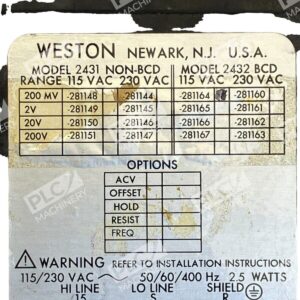 WESTON NEWARK, N.J. U.S.A.
MODEL 2431 NON-BCD MODEL 2432 BCD
RANGE 115 VAC 230 VAC 115 VAC 230 VAC
200 MV -281148 -281144 -281164 -281160
2V -281149 -281145 -281165 -281161
20V -281150 -281146 -281166 -281162
200V -281151 -281147 -281167 -281163
OPTIONS
ACV
OFFSET
HOLD
RESIST
FREQ
⚠ WARNING REFER TO INSTALLATION INSTRUCTIONS
115/230 VAC 50/60/400 Hz 2.5 WATTS
HI LINE LO LINE SHIELD
PLC MACHINERY